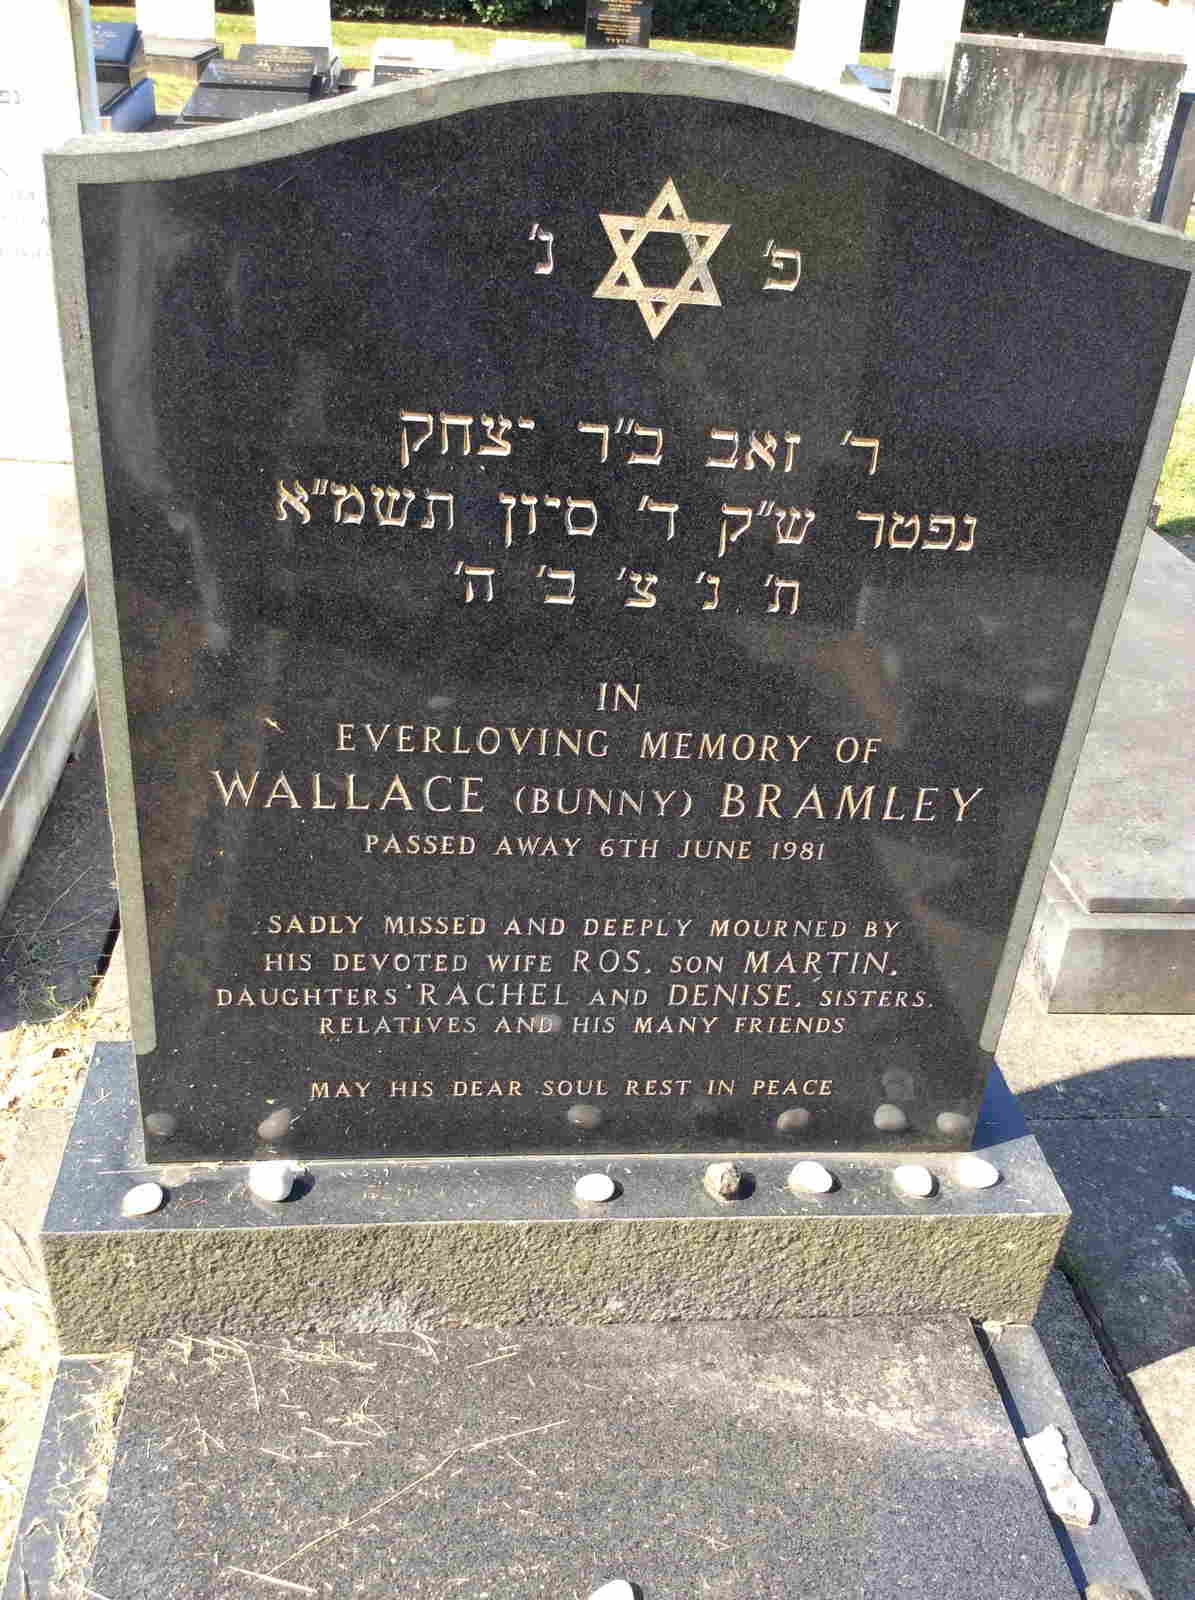 פ' נ'
ר' זאב ב"ר יצחק
נפטר ש"ק ד' סיון תשמ"א
ת' נ' צ' ב' ה'
IN
EVERLOVING MEMORY OF
WALLACE (BUNNY) BRAMLEY
PASSED AWAY 6TH JUNE 1981
SADLY MISSED AND DEEPLY MOURNED BY
HIS DEVOTED WIFE ROS, SON MARTIN,
DAUGHTERS RACHEL AND DENISE, SISTERS,
RELATIVES AND HIS MANY FRIENDS
MAY HIS DEAR SOUL REST IN PEACE